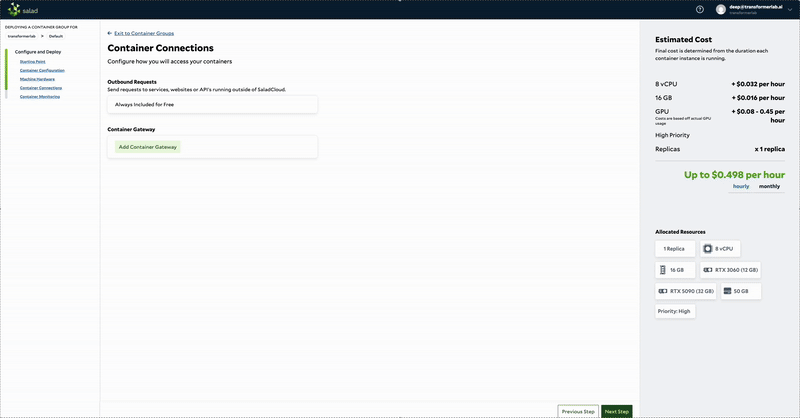 salad
deep@transformerlab.ai
transformerlab
DEPLOYING A CONTAINER GROUP FOR
transformerlab > Default
Configure and Deploy
Starting Point
Container Configuration
Machine Hardware
Container Connections
Container Monitoring
← Exit to Container Groups
Container Connections
Configure how you will access your containers
Outbound Requests
Send requests to services, websites or API's running outside of SaladCloud.
Always Included for Free
Container Gateway
Add Container Gateway
Previous Step
Next Step
Estimated Cost
Final cost is determined from the duration each
container instance is running.
8 vCPU + $0.032 per hour
16 GB + $0.016 per hour
GPU + $0.08 - 0.45 per hour
Costs are based off actual GPU
usage
High Priority
Replicas x 1 replica
Up to $0.498 per hour
hourly monthly
Allocated Resources
1 Replica
8 vCPU
16 GB
RTX 3060 (12 GB)
RTX 5090 (32 GB)
50 GB
Priority: High